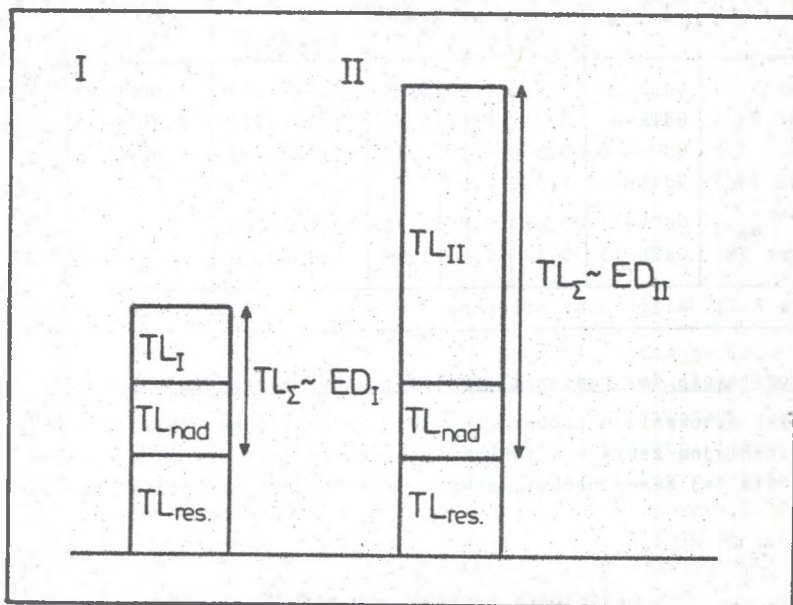 I
II
TL_II
TL_Σ ~ ED_II
TL_I
TL_Σ ~ ED_I
TL_nad
TL_nad
TL_res.
TL_res.